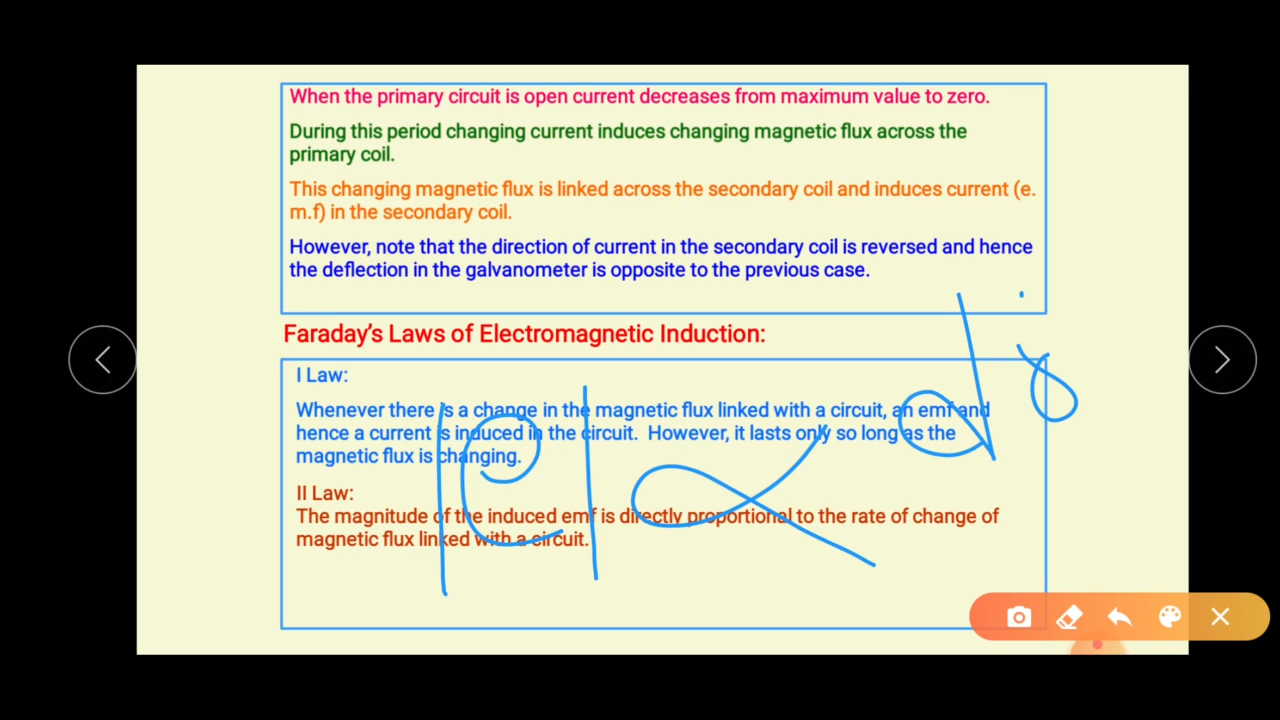 When the primary circuit is open current decreases from maximum value to zero.
During this period changing current induces changing magnetic flux across the
primary coil.
This changing magnetic flux is linked across the secondary coil and induces current (e.
m.f) in the secondary coil.
However, note that the direction of current in the secondary coil is reversed and hence
the deflection in the galvanometer is opposite to the previous case.
Faraday’s Laws of Electromagnetic Induction:
I Law:
Whenever there is a change in the magnetic flux linked with a circuit, an emf and
hence a current is induced in the circuit. However, it lasts only so long as the
magnetic flux is changing.
II Law:
The magnitude of the induced emf is directly proportional to the rate of change of
magnetic flux linked with a circuit.
|e| α d